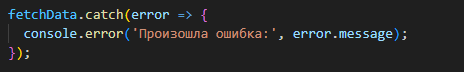 fetchData.catch(error => {
  console.error('Произошла ошибка:', error.message);
});